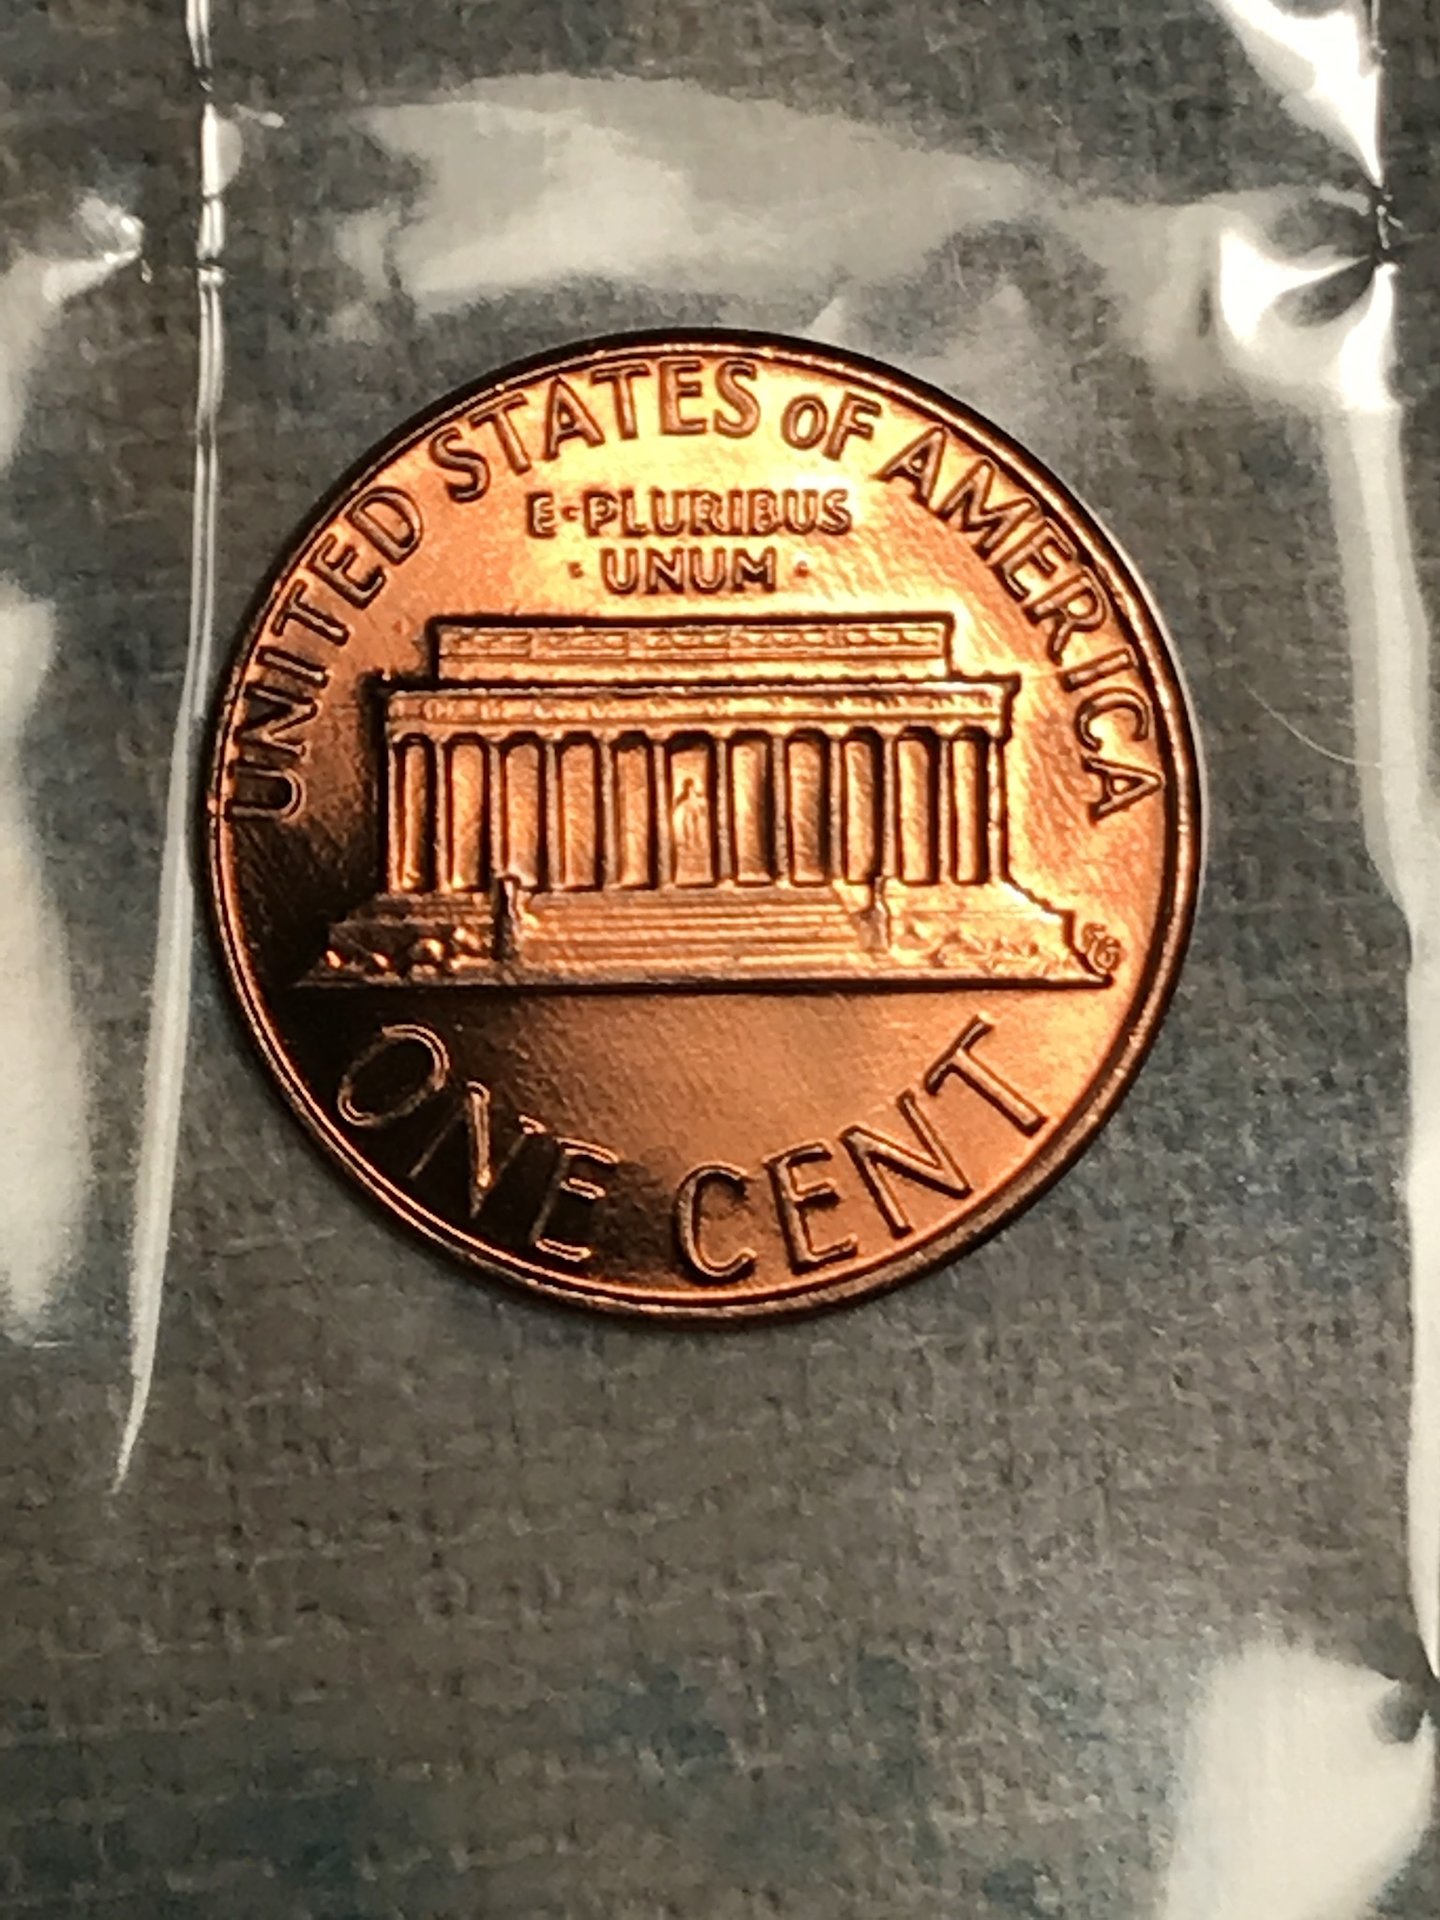 UNITED STATES OF AMERICA
E·PLURIBUS
· UNUM ·
FG
ONE CENT